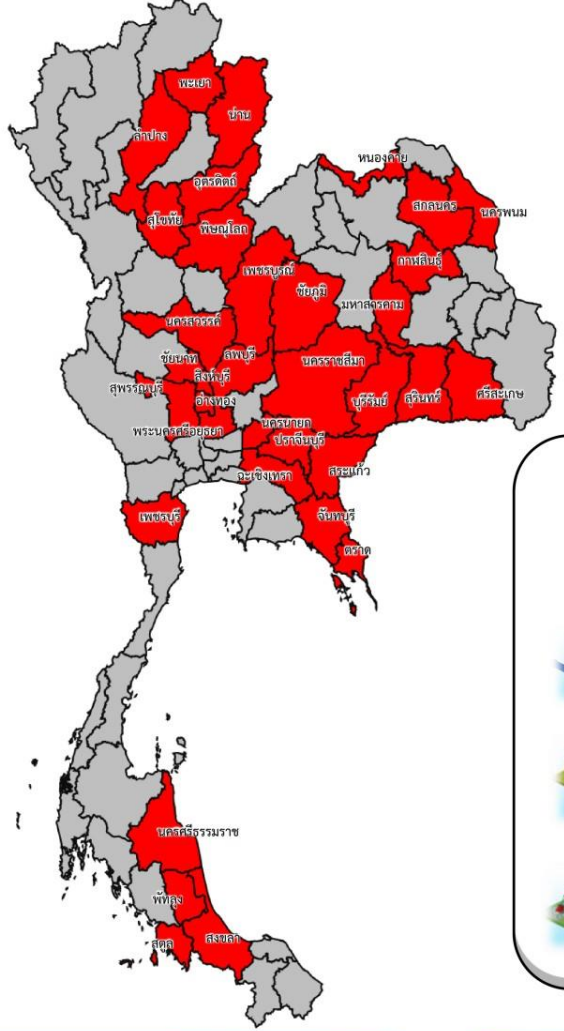 พะเยา
น่าน
ลำปาง
หนองคาย
อุตรดิตถ์
สกลนคร
นครพนม
สุโขทัย
พิษณุโลก
กาฬสินธุ์
เพชรบูรณ์
ชัยภูมิ
มหาสารคาม
นครสวรรค์
ลพบุรี
นครราชสีมา
ชัยนาท
สิงห์บุรี
สุพรรณบุรี
อ่างทอง
บุรีรัมย์
สุรินทร์
ศรีสะเกษ
พระนครศรีอยุธยา
นครนายก
ปราจีนบุรี
สระแก้ว
ฉะเชิงเทรา
เพชรบุรี
จันทบุรี
ตราด
นครศรีธรรมราช
พัทลุง
สตูล
สงขลา